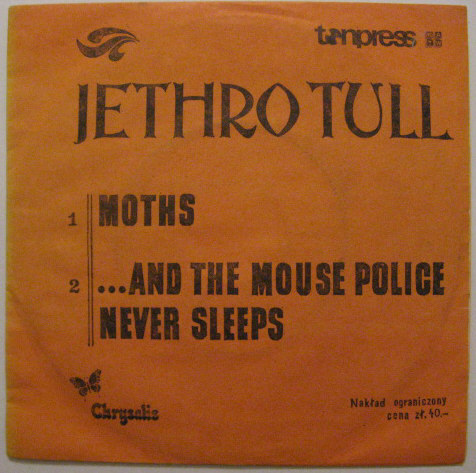 tonpress
JETHRO TULL
1 MOTHS
2 ...AND THE MOUSE POLICE
NEVER SLEEPS
Chrysalis
Nakład ograniczony
cena zł. 40.-